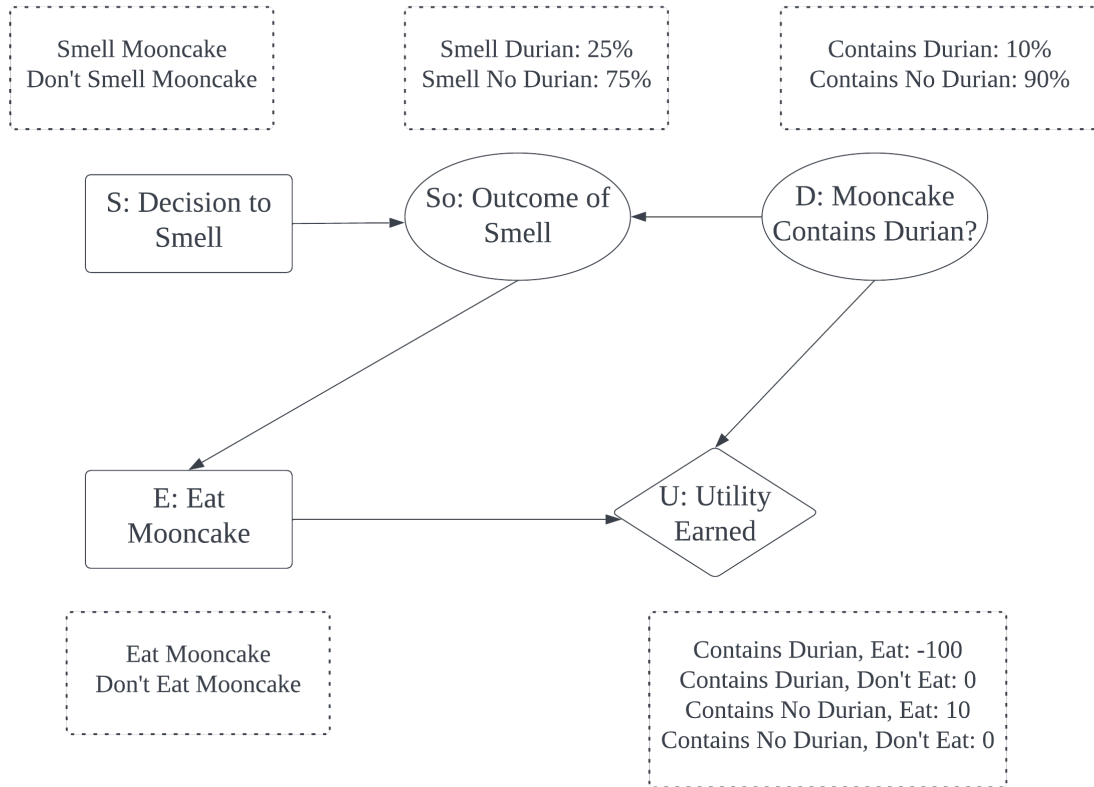 Smell Mooncake
Don't Smell Mooncake
Smell Durian: 25%
Smell No Durian: 75%
Contains Durian: 10%
Contains No Durian: 90%
S: Decision to
Smell
So: Outcome of
Smell
D: Mooncake
Contains Durian?
E: Eat
Mooncake
U: Utility
Earned
Eat Mooncake
Don't Eat Mooncake
Contains Durian, Eat: -100
Contains Durian, Don't Eat: 0
Contains No Durian, Eat: 10
Contains No Durian, Don't Eat: 0